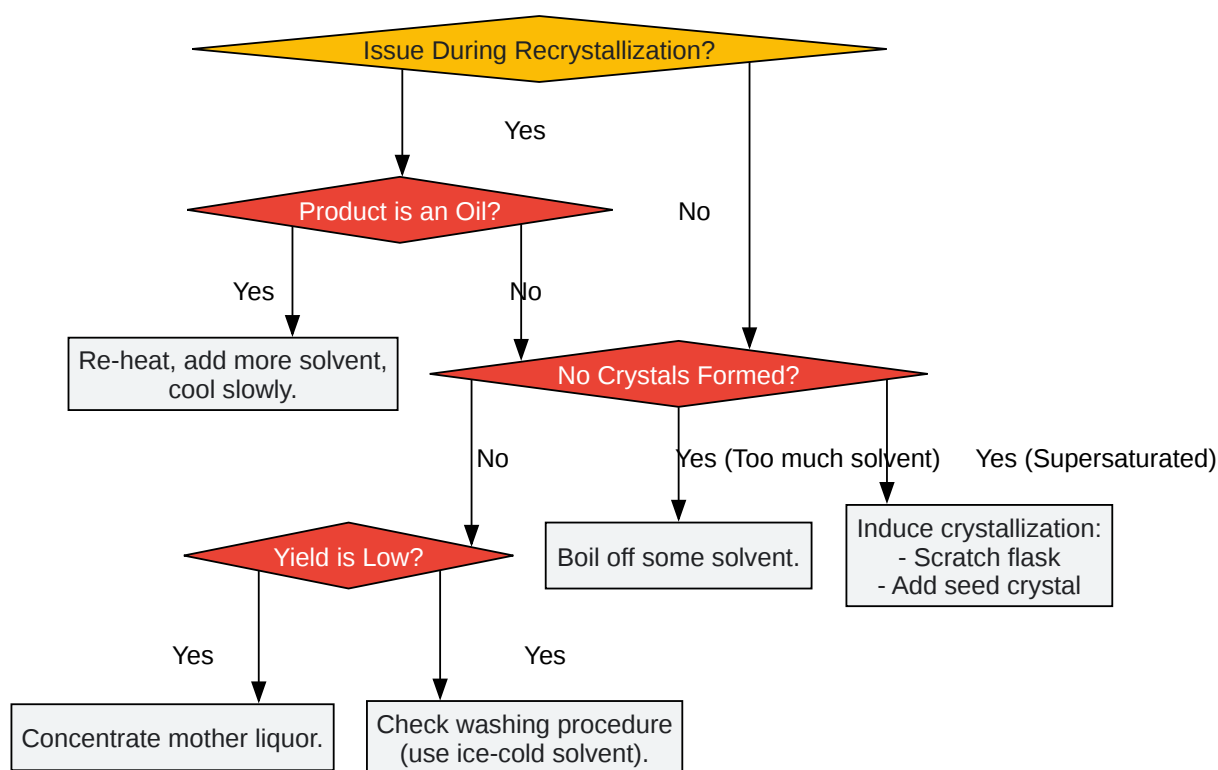 Issue During Recrystallization?
Yes
No
Product is an Oil?
Yes
No
Re-heat, add more solvent,
cool slowly.
No Crystals Formed?
No
Yes (Too much solvent)
Yes (Supersaturated)
Boil off some solvent.
Induce crystallization:
- Scratch flask
- Add seed crystal
Yield is Low?
Yes
Yes
Concentrate mother liquor.
Check washing procedure
(use ice-cold solvent).